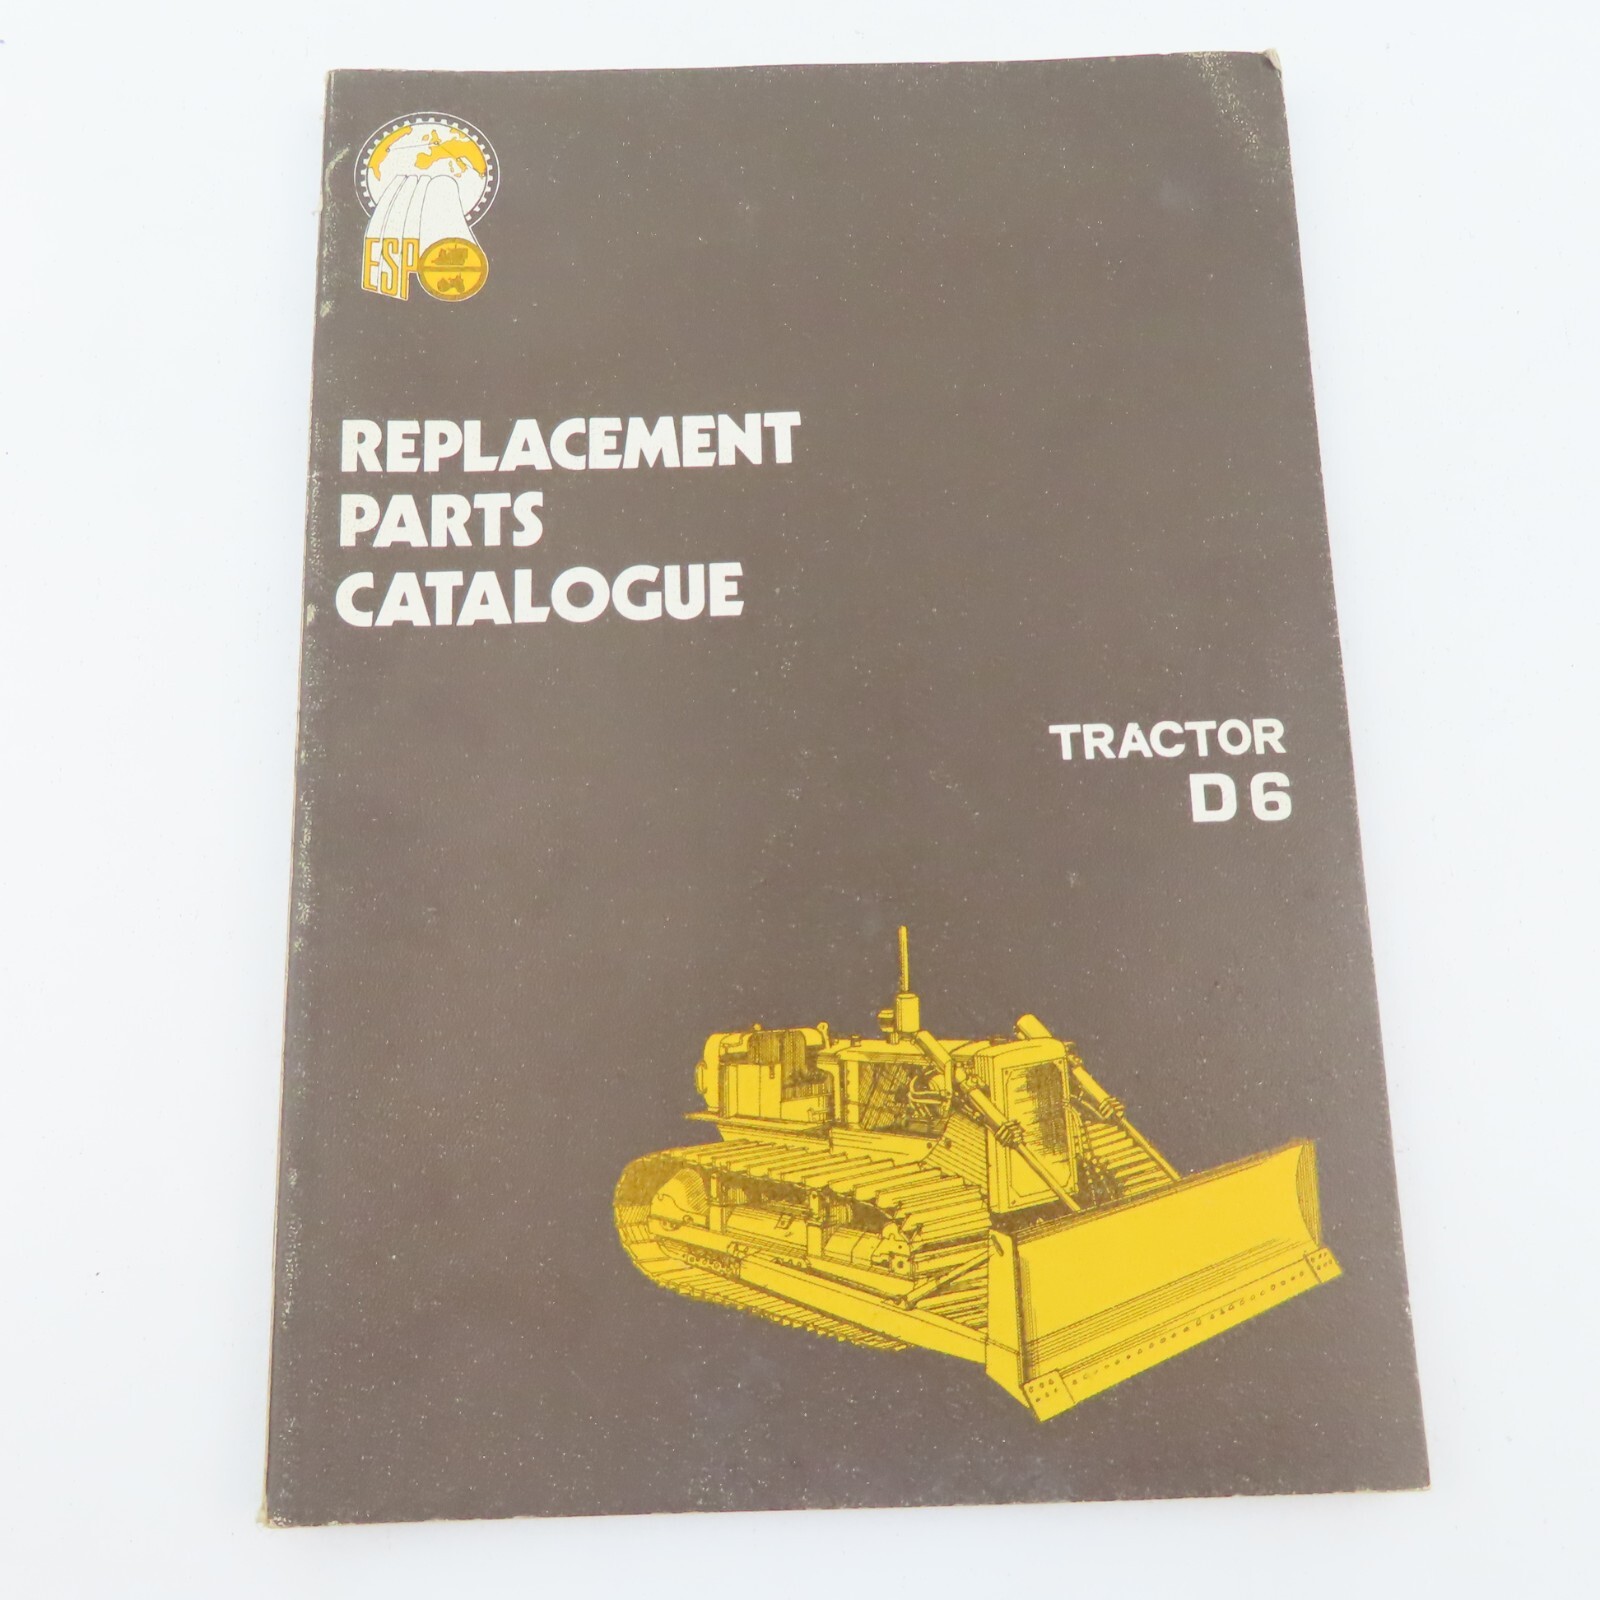 ESP
REPLACEMENT
PARTS
CATALOGUE
TRACTOR
D6